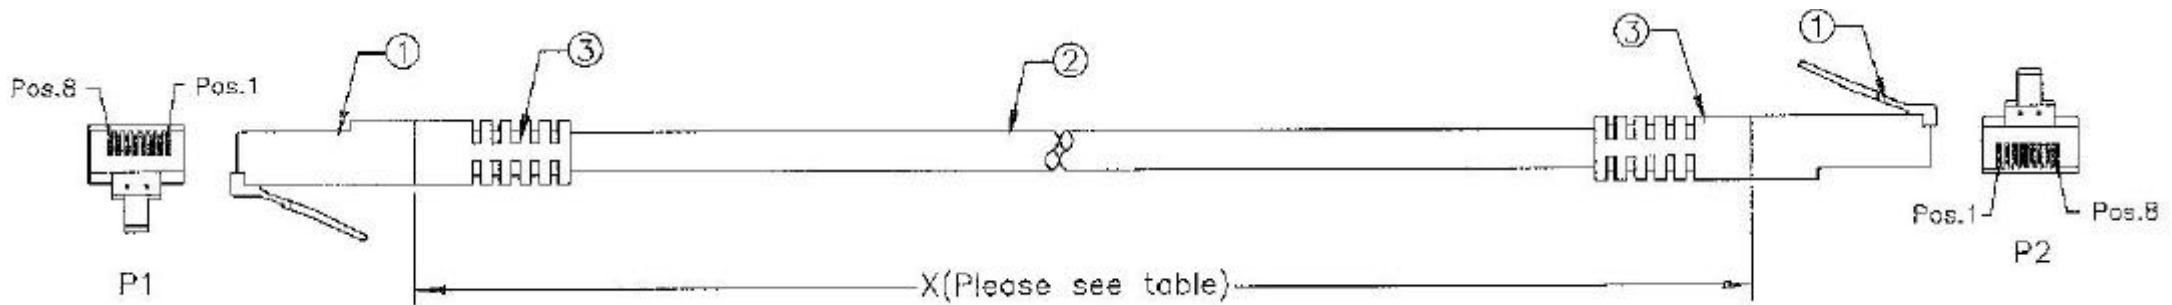 ① ③ ② ③ ①
Pos.8 Pos.1
Pos.1 Pos.8
P1 P2
X(Please see table)